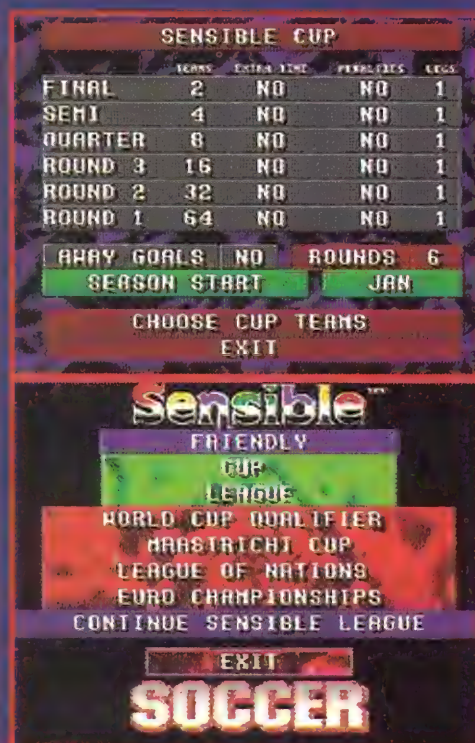 SENSIBLE CUP
TEAMS EXTRA TIME PENALTIES LEGS
FINAL 2 NO NO 1
SEMI 4 NO NO 1
QUARTER 8 NO NO 1
ROUND 3 16 NO NO 1
ROUND 2 32 NO NO 1
ROUND 1 64 NO NO 1
AWAY GOALS NO ROUNDS 6
SEASON START JAN
CHOOSE CUP TEAMS
EXIT
Sensible™
FRIENDLY
CUP
LEAGUE
WORLD CUP QUALIFIER
MAASTRICHT CUP
LEAGUE OF NATIONS
EURO CHAMPIONSHIPS
CONTINUE SENSIBLE LEAGUE
EXIT
SOCCER